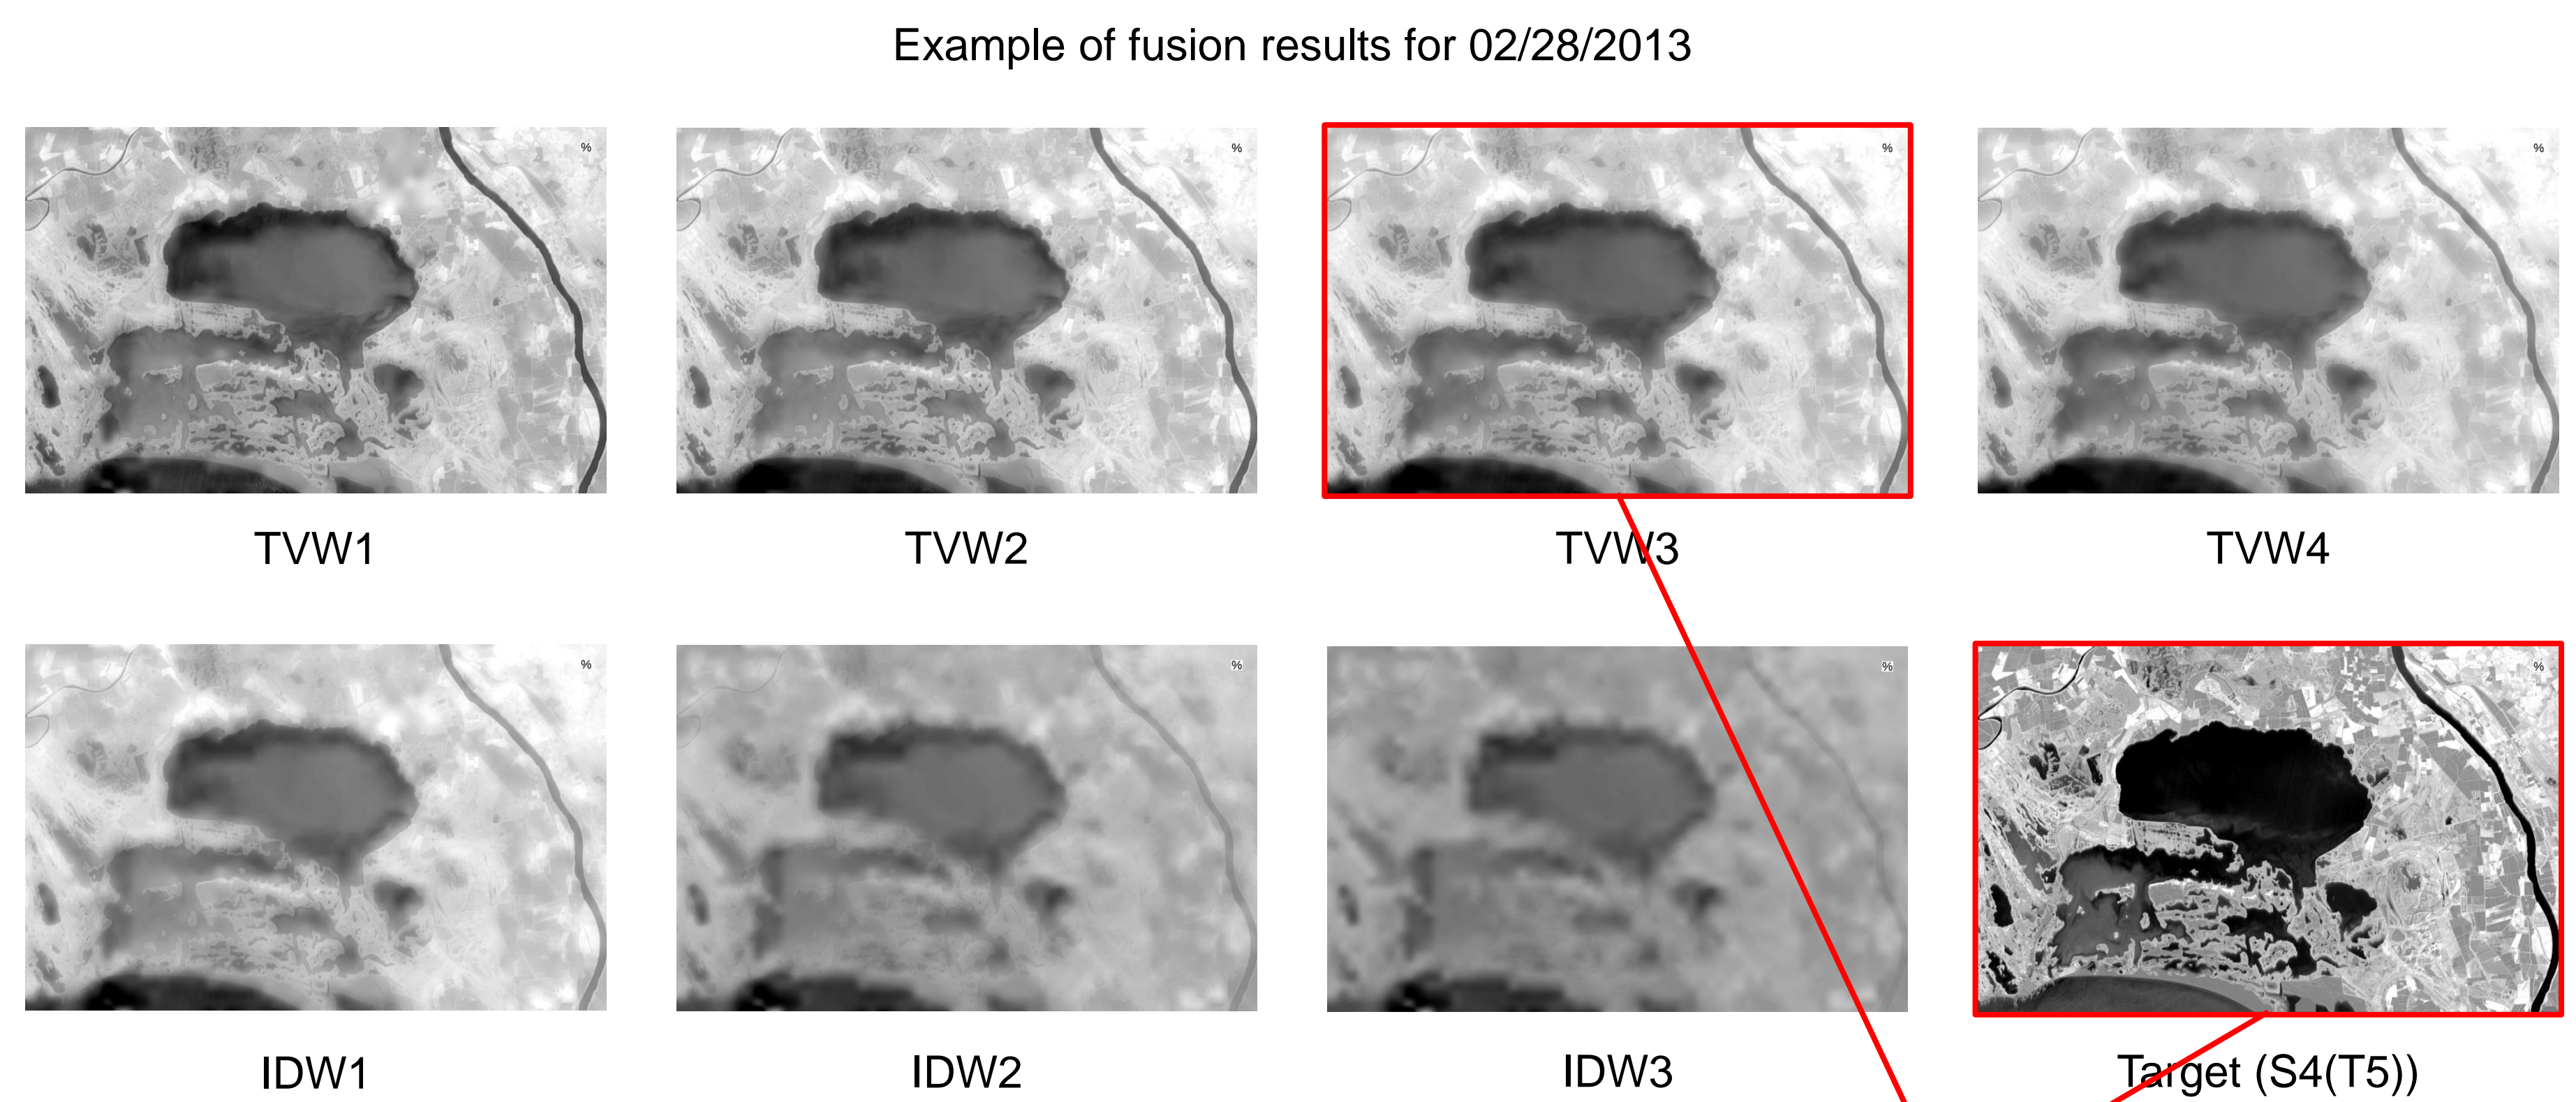 Example of fusion results for 02/28/2013
% % % %
TVW1 TVW2 TVW3 TVW4
% % % %
IDW1 IDW2 IDW3 Target (S4(T5))